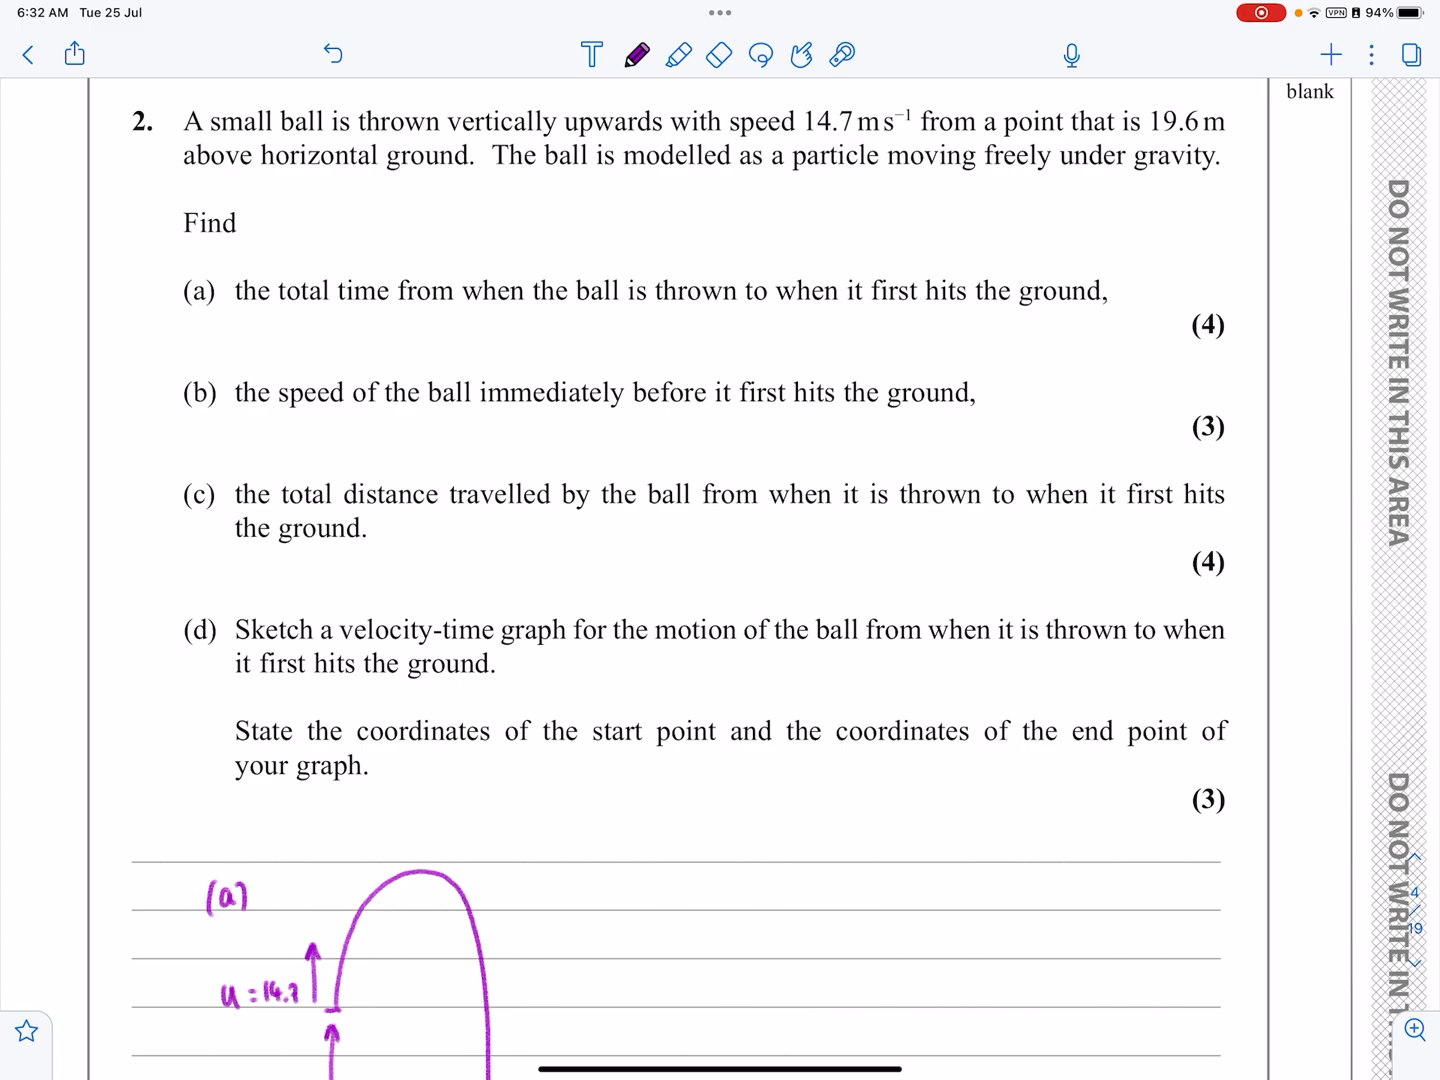 6:32 AM Tue 25 Jul
VPN 94%
blank
2. A small ball is thrown vertically upwards with speed 14.7 m s⁻¹ from a point that is 19.6 m
above horizontal ground. The ball is modelled as a particle moving freely under gravity.
Find
(a) the total time from when the ball is thrown to when it first hits the ground,
(4)
(b) the speed of the ball immediately before it first hits the ground,
(3)
(c) the total distance travelled by the ball from when it is thrown to when it first hits
the ground.
(4)
(d) Sketch a velocity-time graph for the motion of the ball from when it is thrown to when
it first hits the ground.
State the coordinates of the start point and the coordinates of the end point of
your graph.
(3)
(a)
u = 14.7
DO NOT WRITE IN THIS AREA
DO NOT WRITE IN T
4
19